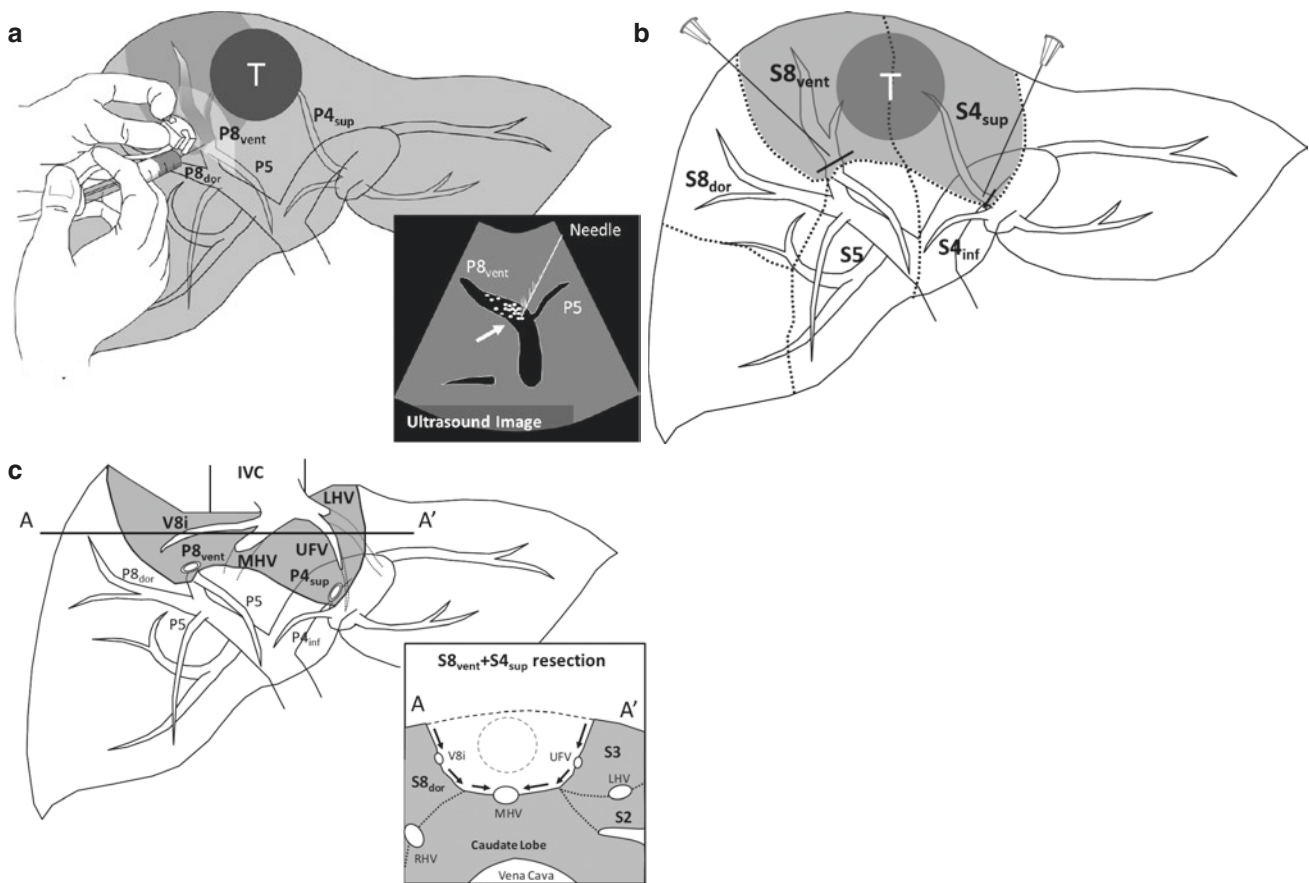 a
T
P4sup
P8vent
P5
P8dor
Needle
P8vent
P5
Ultrasound Image
b
S8vent
T
S4sup
S8dor
S5
S4inf
c
IVC
LHV
A
V8i
A'
P8vent
MHV
UFV
P8dor
P4sup
P5
P5
P4inf
S8vent+S4sup resection
A
A'
V8i
UFV
S3
S8dor
LHV
MHV
S2
Caudate Lobe
RHV
Vena Cava